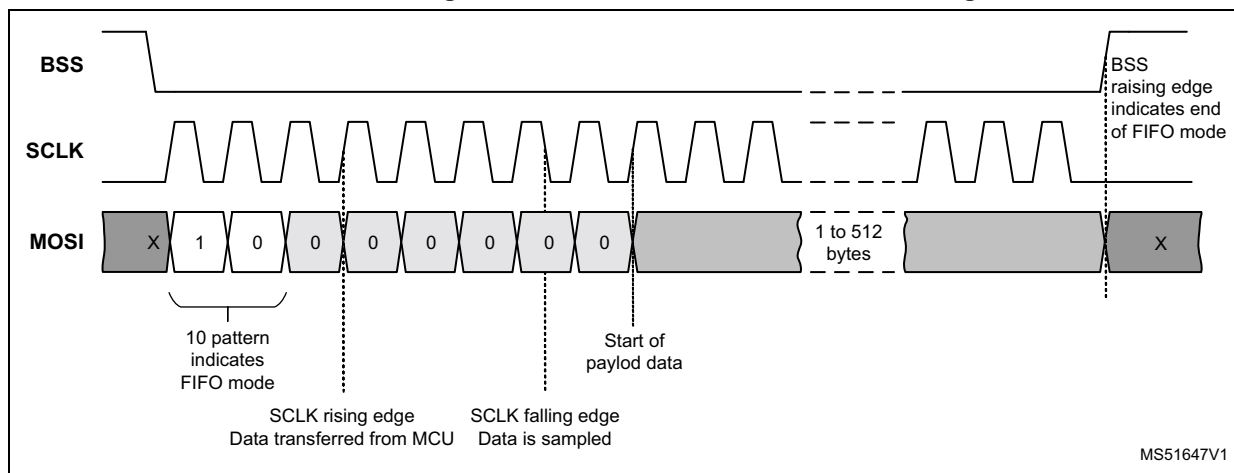 BSS
BSS
raising edge
indicates end
of FIFO mode
SCLK
MOSI
X 1 0 0 0 0 0 0 0 X
1 to 512
bytes
10 pattern
indicates
FIFO mode
Start of
paylod data
SCLK rising edge
Data transferred from MCU
SCLK falling edge
Data is sampled
MS51647V1